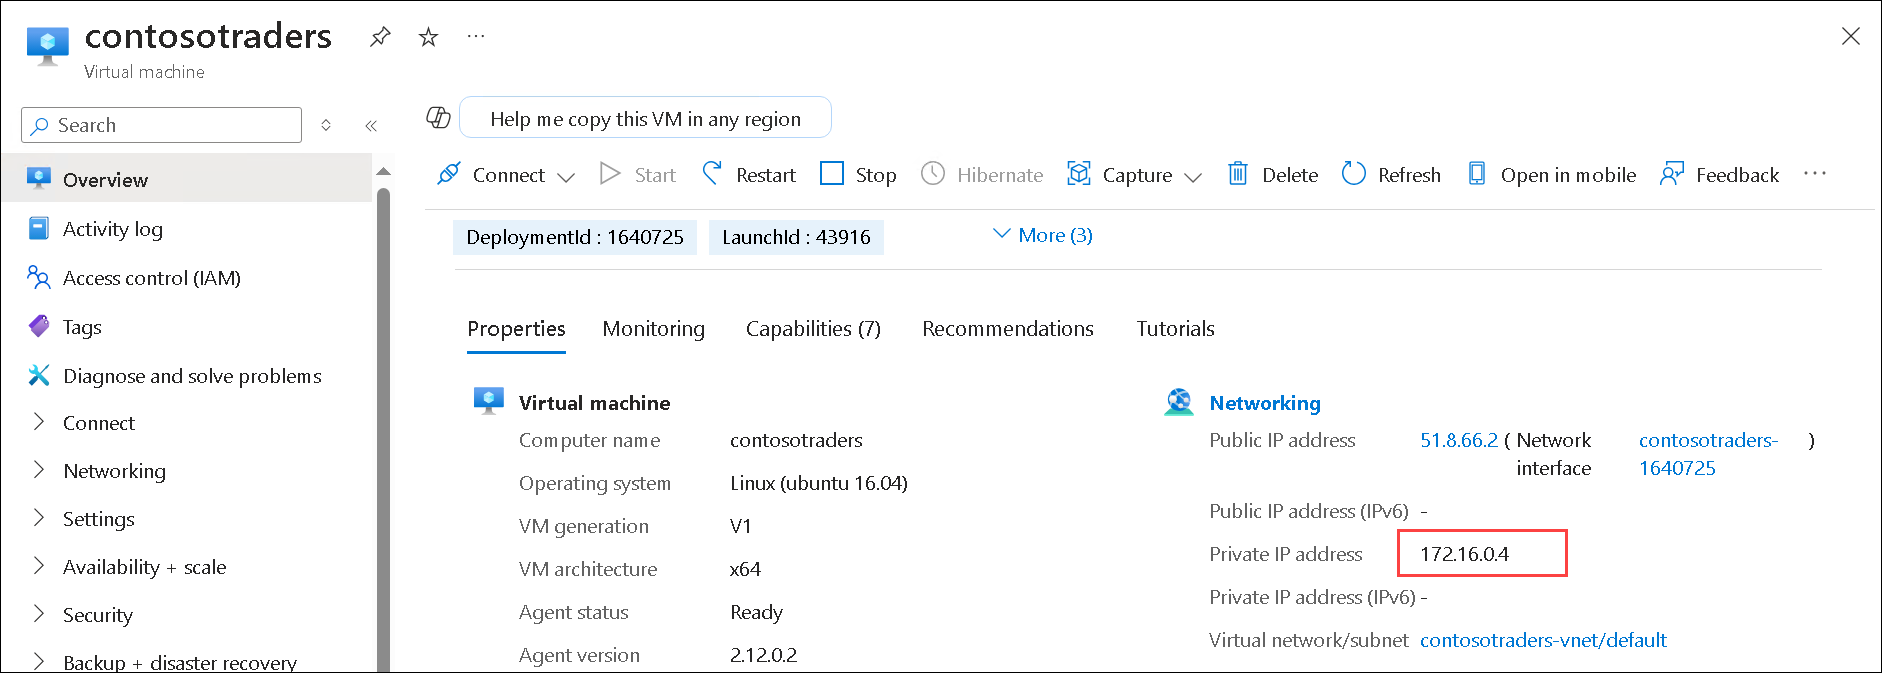 contosotraders
Virtual machine
Search
Help me copy this VM in any region
Overview
Activity log
Access control (IAM)
Tags
Diagnose and solve problems
Connect
Networking
Settings
Availability + scale
Security
Backup + disaster recovery
Connect Start Restart Stop Hibernate Capture Delete Refresh Open in mobile Feedback
DeploymentId : 1640725 LaunchId : 43916 More (3)
Properties Monitoring Capabilities (7) Recommendations Tutorials
Virtual machine
Computer name contosotraders
Operating system Linux (ubuntu 16.04)
VM generation V1
VM architecture x64
Agent status Ready
Agent version 2.12.0.2
Networking
Public IP address 51.8.66.2 ( Network contosotraders- )
interface 1640725
Public IP address (IPv6) -
Private IP address 172.16.0.4
Private IP address (IPv6) -
Virtual network/subnet contosotraders-vnet/default